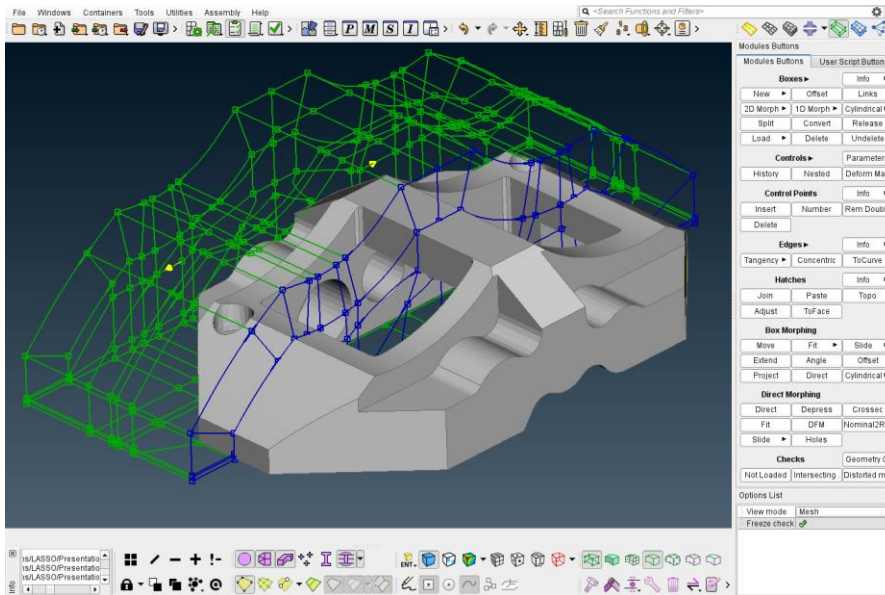 File Windows Containers Tools Utilities Assembly Help
<Search Functions and Filters>
P M S I
Modules Buttons
Modules Buttons User Script Button
Boxes Info
New Offset Links
2D Morph 1D Morph Cylindrical
Split Convert Release
Load Delete Undelete
Controls Parameter
History Nested Deform Ma
Control Points Info
Insert Number Rem Doubl
Delete
Edges Info
Tangency Concentric ToCurve
Hatches Info
Join Paste Topo
Adjust ToFace
Box Morphing
Move Fit Slide
Extend Angle Offset
Project Direct Cylindrical
Direct Morphing
Direct Depress Crossec
Fit DFM Nominal2R
Slide Holes
Checks Geometry C
Not Loaded Intersecting Distorted m
Options List
View mode Mesh
Freeze check
Info
ns/LASSO/Presentatio
ns/LASSO/Presentatio
ns/LASSO/Presentatio
ENT.